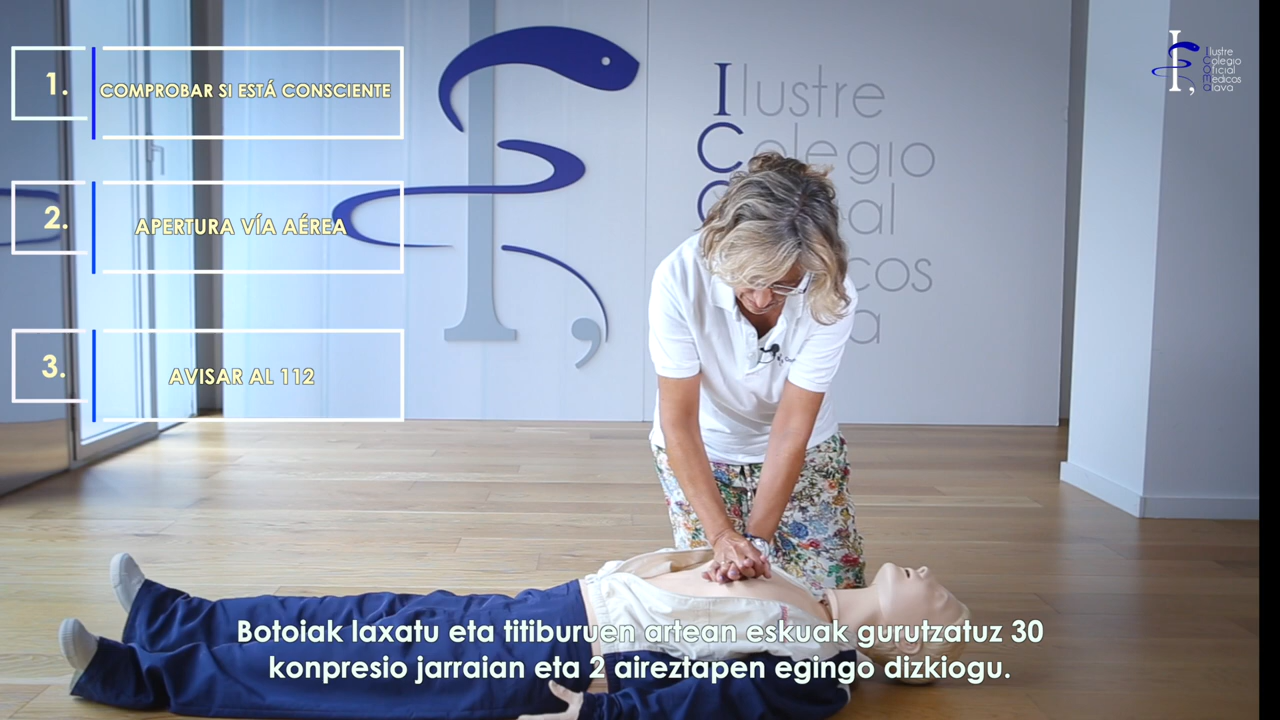 1.
COMPROBAR SI ESTÁ CONSCIENTE
2.
APERTURA VÍA AÉREA
3.
AVISAR AL 112
Ilustre
Colegio
cos
a
Ilustre
Colegio
Oficial
Médicos
Álava
Botoiak laxatu eta titiburuen artean eskuak gurutzatuz 30
konpresio jarraian eta 2 aireztapen egingo dizkiogu.